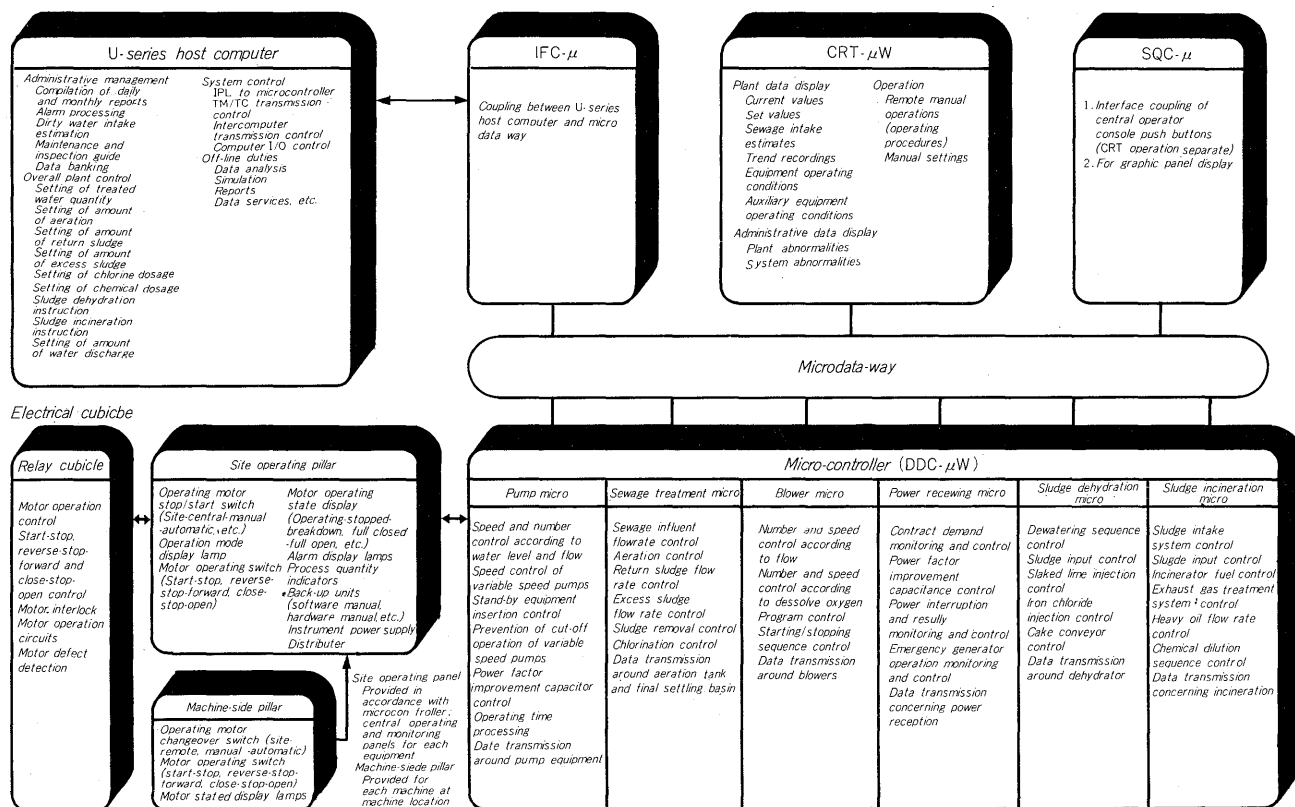 U-series host computer
Administrative management
Compilation of daily
and monthly reports
Alarm processing
Dirty water intake
estimation
Maintenance and
inspection guide
Data banking
Overall plant control
Setting of treated
water quantity
Setting of amount
of aeration
Setting of amount
of return sludge
Setting of amount
of excess sludge
Setting of chlorine dosage
Setting of chemical dosage
Sludge dehydration
instruction
Sludge incineration
instruction
Setting of amount
of water discharge
System control
IPL to microcontroller
TM/TC transmission
control
Intercomputer
transmission control
Computer I/O control
Off-line duties
Data analysis
Simulation
Reports
Data services, etc.
IFC-μ
Coupling between U-series
host computer and micro
data way
CRT-μW
Plant data display
Current values
Set values
Sewage intake
estimates
Trend recordings
Equipment operating
conditions
Auxiliary equipment
operating conditions
Administrative data display
Plant abnormalities
System abnormalities
Operation
Remote manual
operations
(operating
procedures)
Manual settings
SQC-μ
1. Interface coupling of
central operator
console push buttons
(CRT operation separate)
2. For graphic panel display
Microdata-way
Electrical cubicbe
Relay cubicle
Motor operation
control
Start-stop,
reverse-stop-
forward and
close-stop-
open control
Motor, interlock
Motor operation
circuits
Motor defect
detection
Site operating pillar
Operating motor
stop/start switch
(Site-central-manual
-automatic, etc.)
Operation mode
display lamp
Motor operating switch
(Start-stop, reverse-
stop-forward, close-
stop-open)
Motor operating
state display
(Operating-stopped-
breakdown, full closed
-full open, etc.)
Alarm display lamps
Process quantity
indicators
Back-up units
(software manual,
hardware manual, etc.)
Instrument power supply
Distributer
Machine-side pillar
Operating motor
changeover switch (site-
remote, manual -automatic)
Motor operating switch
(start-stop, reverse-stop-
forward, close-stop-open)
Motor stated display lamps
Site operating panel
Provided in
accordance with
microcon froller;
central operating
and monitoring
panels for each
equipment
Machine-siede pillar
Provided for
each machine at
machine location
Micro-controller (DDC-μW)
Pump micro
Speed and number
control according to
water level and flow
Speed control of
variable speed pumps
Stand-by equipment
insertion control
Prevention of cut-off
operation of variable
speed pumps
Power factor
improvement capacitor
control
Operating time
processing
Date transmission
around pump equipment
Sewage treatment micro
Sewage influent
flowrate control
Aeration control
Return sludge flow
rate control
Excess sludge
flow rate control
Sludge removal control
Chlorination control
Data transmission
around aeration tank
and final settling basin
Blower micro
Number and speed
control according
to flow
Number and speed
control according
to dessolve oxygen
Program control
Starting/stopping
sequence control
Data transmission
around blowers
Power recewing micro
Contract demand
monitoring and control
Power factor
improvement
capacitance control
Power interruption
and resully
monitoring and control
Emergency generator
operation monitoring
and control
Data transmission
concerning power
reception
Sludge dehydration
micro
Dewatering sequence
control
Sludge input control
Slaked lime injection
control
Iron chloride
injection control
Cake conveyor
control
Data transmission
around dehydrator
Sludge incineration
micro
Sludge intake
system control
Slugde input control
Incinerator fuel control
Exhaust gas treatment
system control
Heavy oil flow rate
control
Chemical dilution
sequence control
Data transmission
concerning incineration